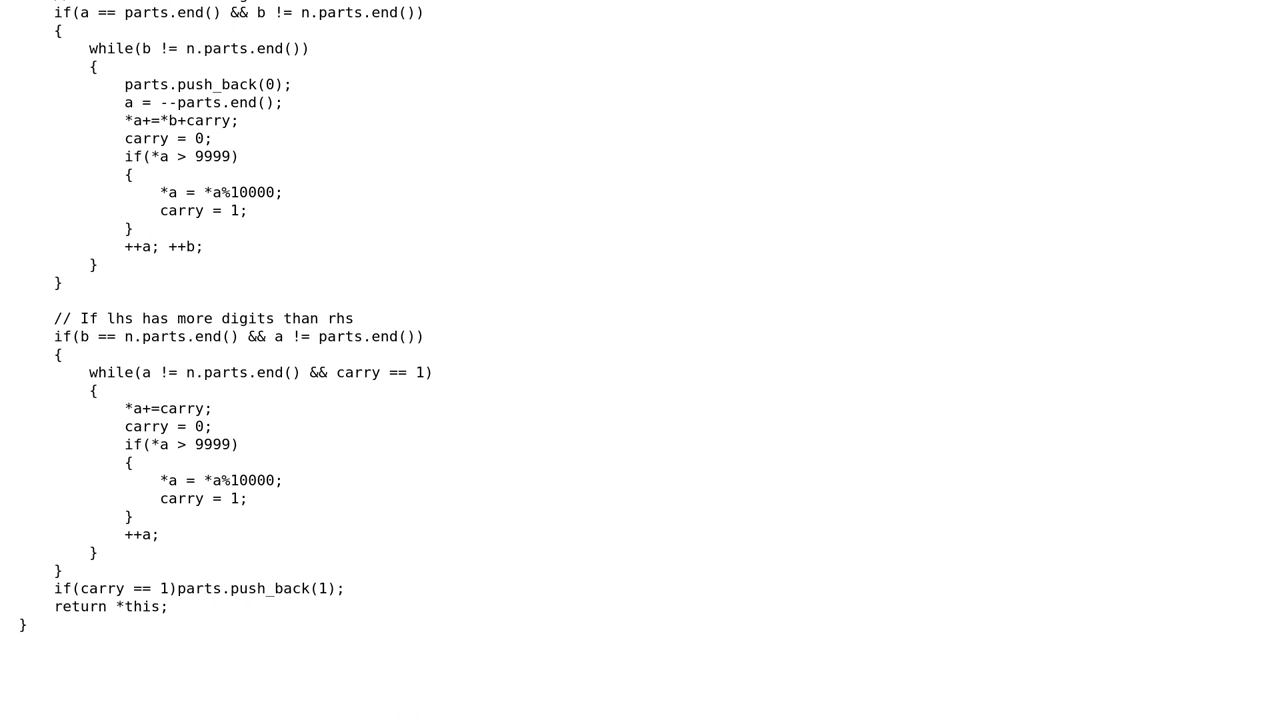 if(a == parts.end() && b != n.parts.end())
{
while(b != n.parts.end())
{
parts.push_back(0);
a = --parts.end();
*a+=*b+carry;
carry = 0;
if(*a > 9999)
{
*a = *a%10000;
carry = 1;
}
++a; ++b;
}
}
// If lhs has more digits than rhs
if(b == n.parts.end() && a != parts.end())
{
while(a != n.parts.end() && carry == 1)
{
*a+=carry;
carry = 0;
if(*a > 9999)
{
*a = *a%10000;
carry = 1;
}
++a;
}
}
if(carry == 1)parts.push_back(1);
return *this;
}